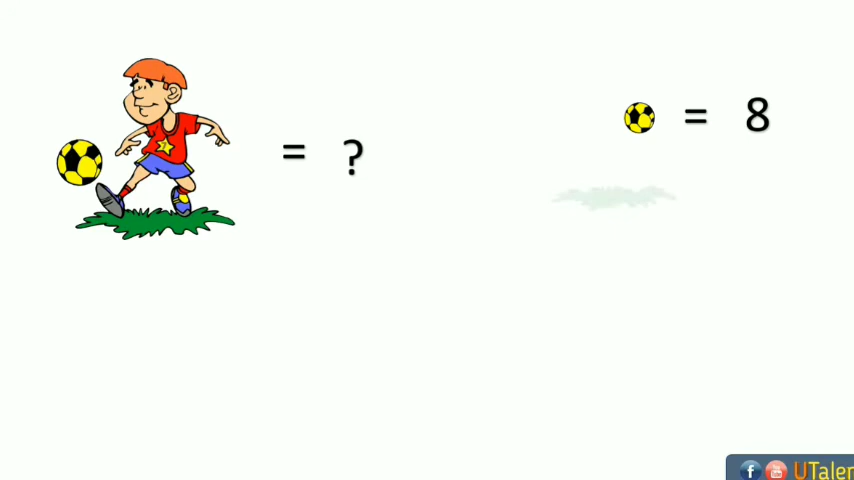 = ?
= 8
UTaler